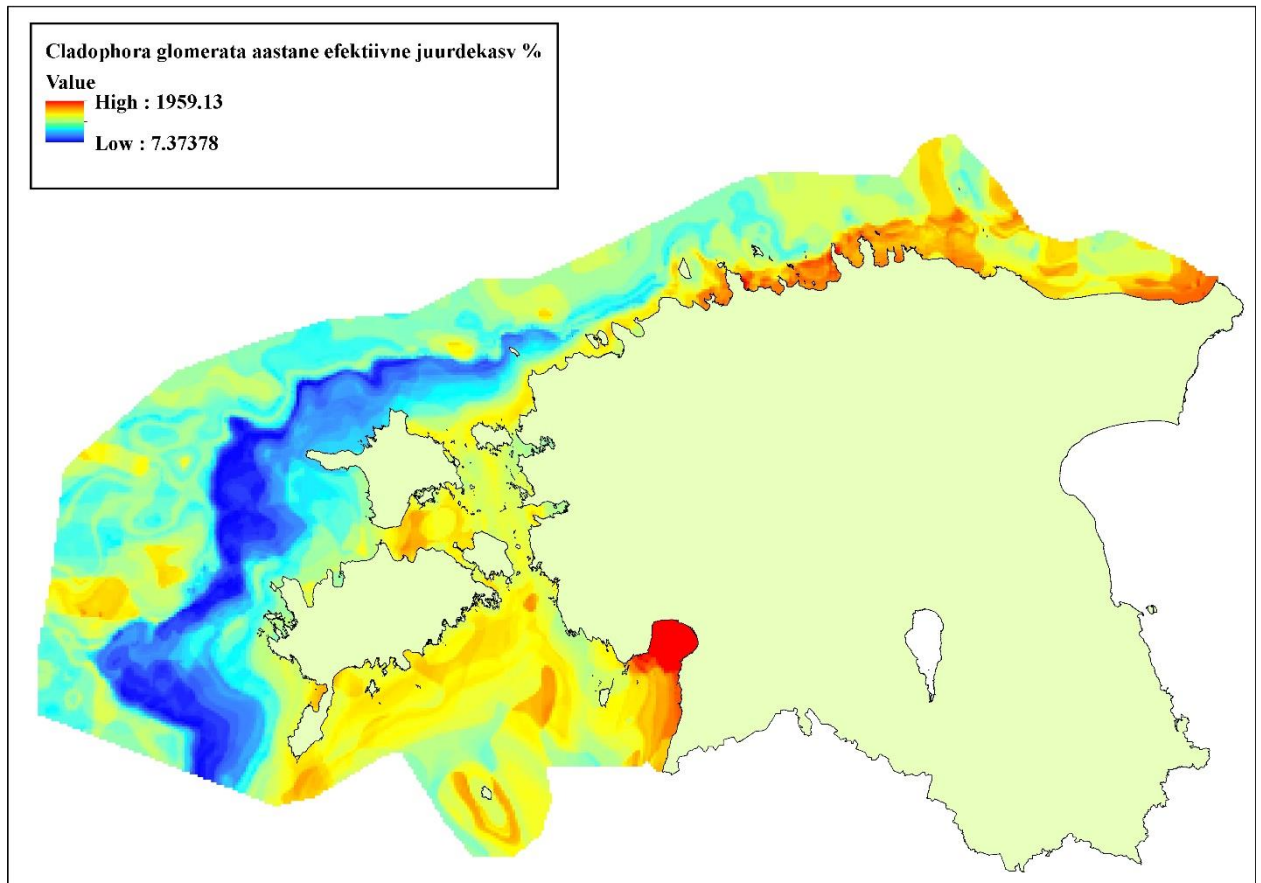 Cladophora glomerata aastane efektiivne juurdekasv %
Value
High : 1959.13
Low : 7.37378